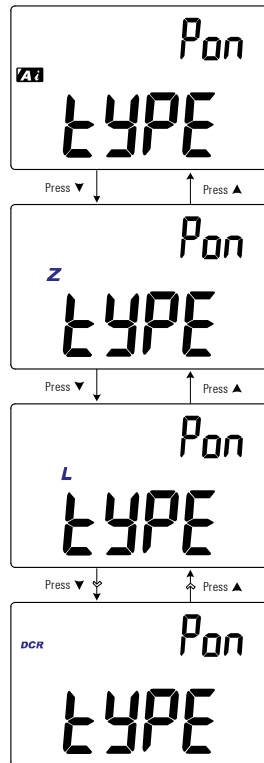 Pon
Ai
tYPE
Press ▼ Press ▲
Pon
Z
tYPE
Press ▼ Press ▲
Pon
L
tYPE
Press ▼ Press ▲
Pon
DCR
tYPE